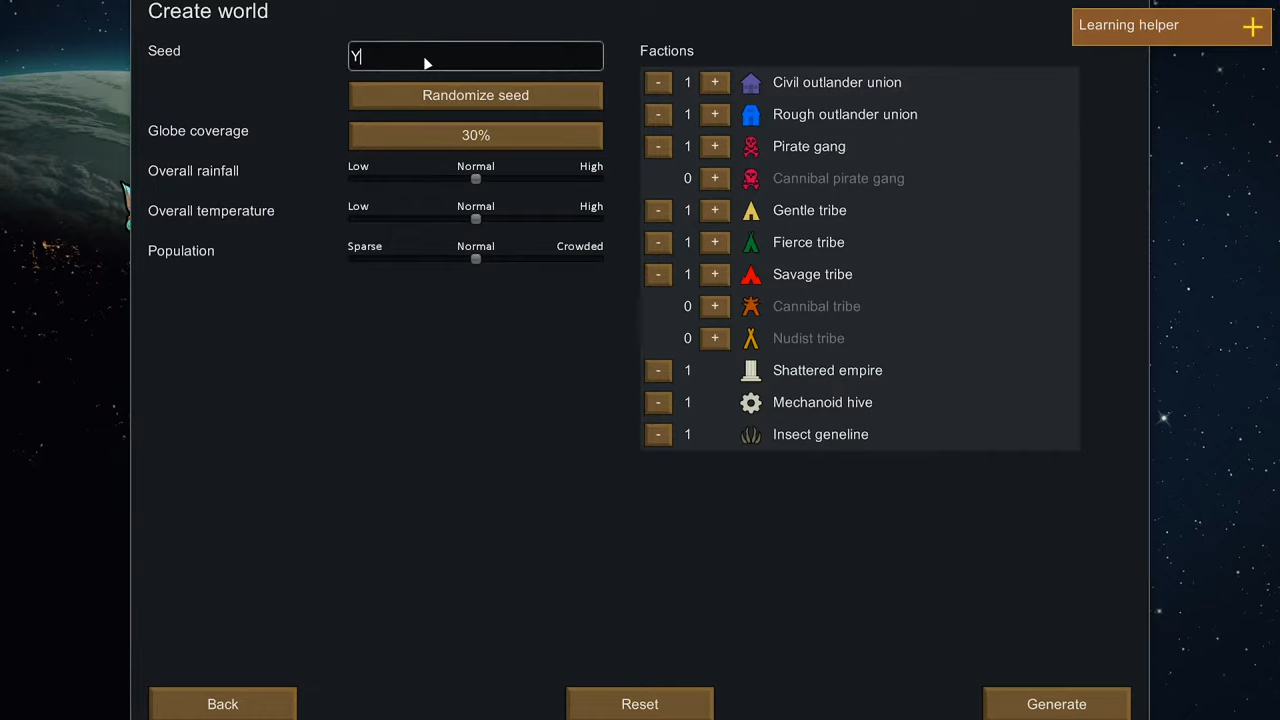 Create world
Learning helper
Seed
Y
Randomize seed
Globe coverage
30%
Overall rainfall
Low Normal High
Overall temperature
Low Normal High
Population
Sparse Normal Crowded
Factions
- 1 + Civil outlander union
- 1 + Rough outlander union
- 1 + Pirate gang
0 + Cannibal pirate gang
- 1 + Gentle tribe
- 1 + Fierce tribe
- 1 + Savage tribe
0 + Cannibal tribe
0 + Nudist tribe
- 1 Shattered empire
- 1 Mechanoid hive
- 1 Insect geneline
Back
Reset
Generate